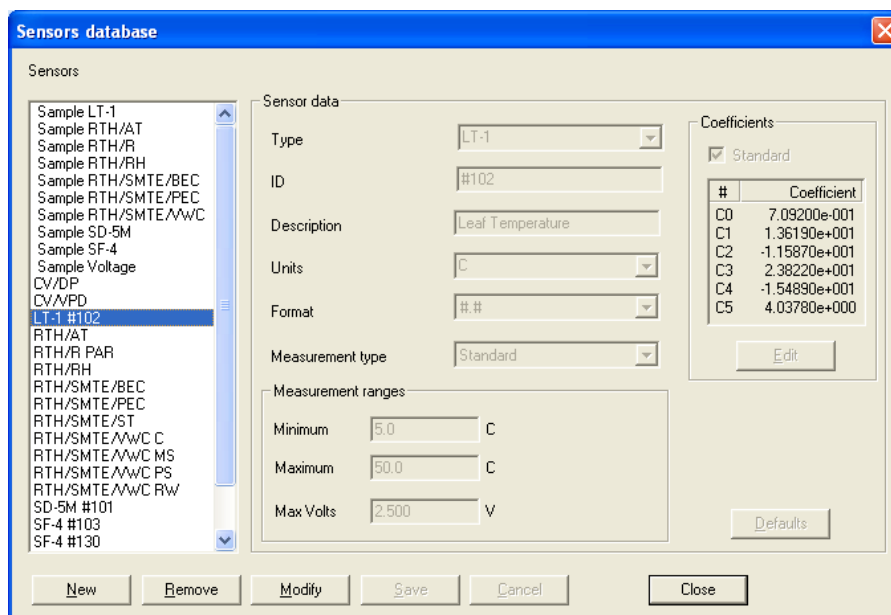 Sensors database
Sensors
Sample LT-1
Sample RTH/AT
Sample RTH/R
Sample RTH/RH
Sample RTH/SMTE/BEC
Sample RTH/SMTE/PEC
Sample RTH/SMTE/VWC
Sample SD-5M
Sample SF-4
Sample Voltage
CV/DP
CV/VPD
LT-1 #102
RTH/AT
RTH/R PAR
RTH/RH
RTH/SMTE/BEC
RTH/SMTE/PEC
RTH/SMTE/ST
RTH/SMTE/VWC C
RTH/SMTE/VWC MS
RTH/SMTE/VWC PS
RTH/SMTE/VWC RW
SD-5M #101
SF-4 #103
SF-4 #130
Sensor data
Type LT-1
ID #102
Description Leaf Temperature
Units C
Format #.#
Measurement type Standard
Measurement ranges
Minimum 5.0 C
Maximum 50.0 C
Max Volts 2.500 V
Coefficients
Standard
# Coefficient
C0 7.09200e-001
C1 1.36190e+001
C2 -1.15870e+001
C3 2.38220e+001
C4 -1.54890e+001
C5 4.03780e+000
Edit
Defaults
New Remove Modify Save Cancel Close